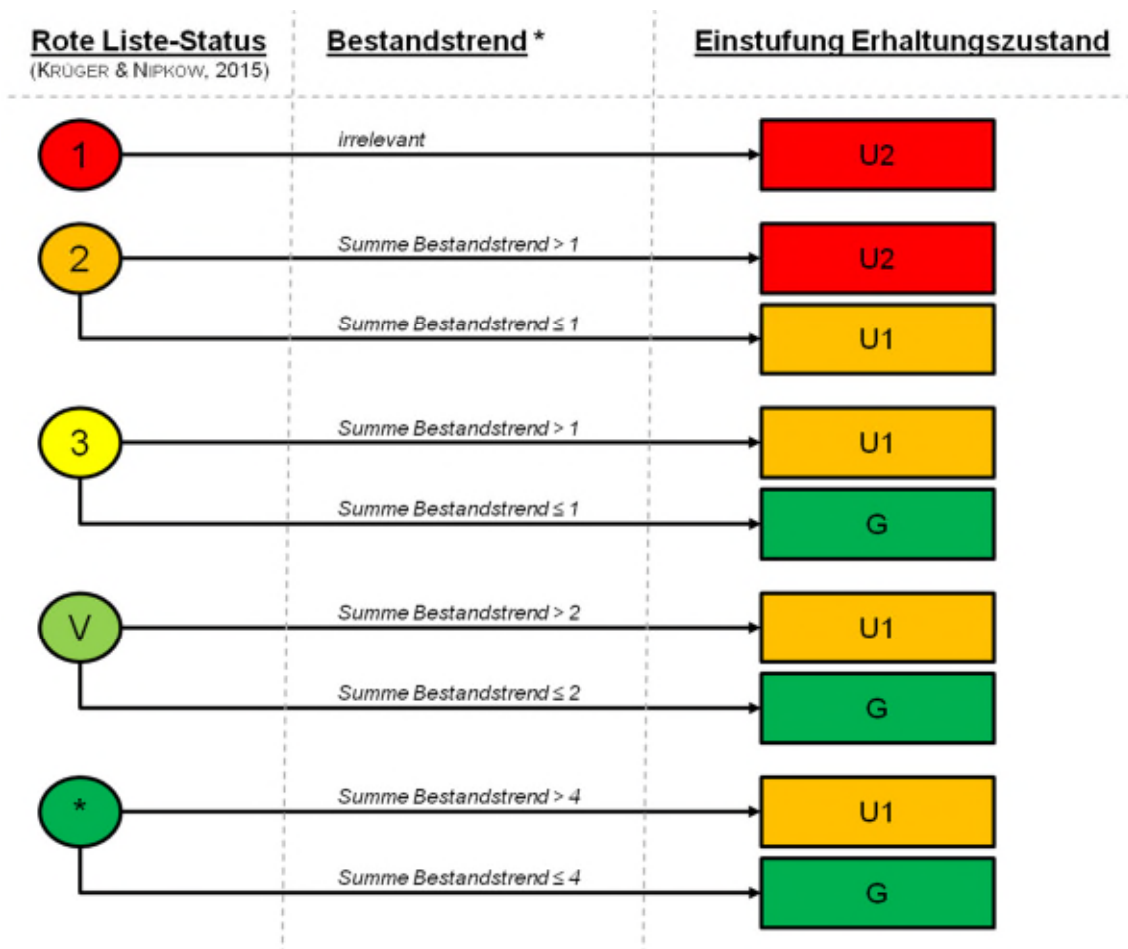 Rote Liste-Status
(KRÜGER & NIPKOW, 2015)
Bestandstrend *
Einstufung Erhaltungszustand
1
irrelevant
U2
2
Summe Bestandstrend > 1
U2
Summe Bestandstrend ≤ 1
U1
3
Summe Bestandstrend > 1
U1
Summe Bestandstrend ≤ 1
G
V
Summe Bestandstrend > 2
U1
Summe Bestandstrend ≤ 2
G
*
Summe Bestandstrend > 4
U1
Summe Bestandstrend ≤ 4
G